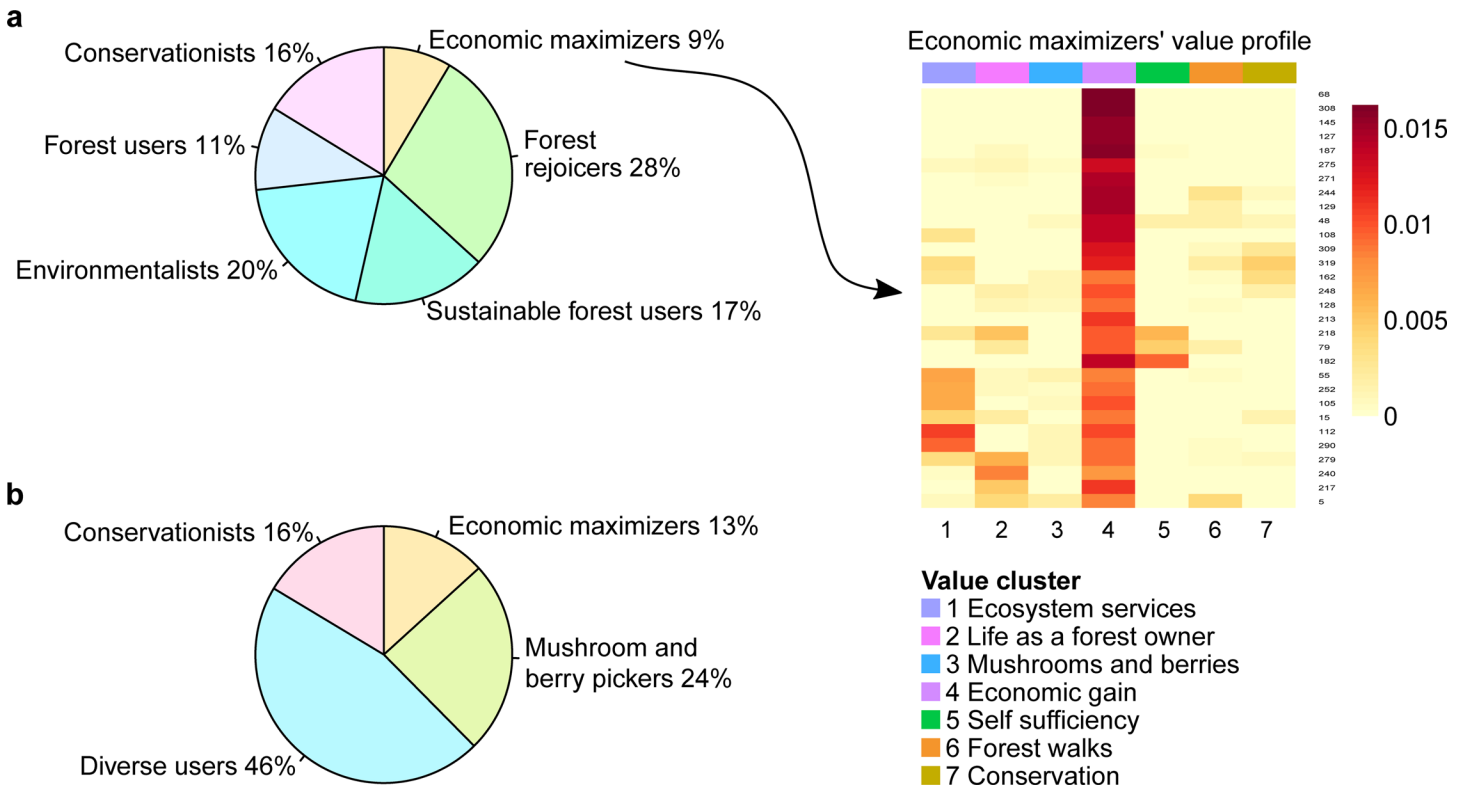 a
Conservationists 16%
Economic maximizers 9%
Forest users 11%
Forest
rejoicers 28%
Environmentalists 20%
Sustainable forest users 17%
Economic maximizers' value profile
68
308
145
127
187
275
271
244
129
48
108
309
319
162
248
128
213
218
79
182
55
252
105
15
112
290
279
240
217
5
0.015
0.01
0.005
0
1 2 3 4 5 6 7
b
Conservationists 16%
Economic maximizers 13%
Mushroom and
berry pickers 24%
Diverse users 46%
Value cluster
1 Ecosystem services
2 Life as a forest owner
3 Mushrooms and berries
4 Economic gain
5 Self sufficiency
6 Forest walks
7 Conservation